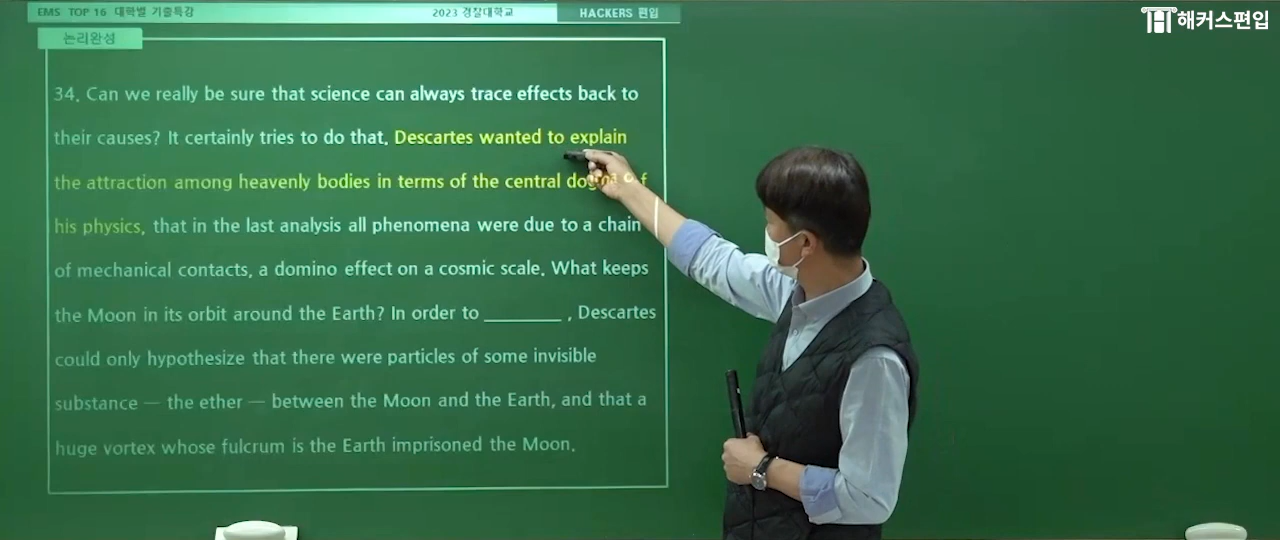 EMS TOP 16 대학별 기출특강
2023 경찰대학교
HACKERS 편입
해커스편입
논리완성
34. Can we really be sure that science can always trace effects back to
their causes? It certainly tries to do that. Descartes wanted to explain
the attraction among heavenly bodies in terms of the central of
his physics, that in the last analysis all phenomena were due to a chain
of mechanical contacts, a domino effect on a cosmic scale. What keeps
the Moon in its orbit around the Earth? In order to ________ , Descartes
could only hypothesize that there were particles of some invisible
substance — the ether — between the Moon and the Earth, and that a
huge vortex whose fulcrum is the Earth imprisoned the Moon.